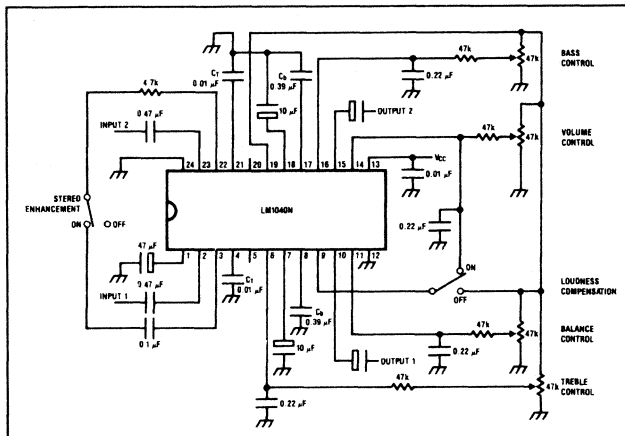 47k
BASS
CONTROL
47k
C_T
0.01 µF
C_b
0.39 µF
0.22 µF
4 7k
10 µF
OUTPUT 2
0 47 µF
INPUT 2
47k
VOLUME
CONTROL
47k
24 23 22 21 20 19 18 17 16 15 14 13
V_CC
0.01 µF
STEREO
ENHANCEMENT
ON OFF
LM1040N
0.22 µF
1 2 3 4 5 6 7 8 9 10 11 12
ON
OFF
LOUDNESS
COMPENSATION
47 µF
0.47 µF
INPUT 1
0 1 µF
C_T
0.01 µF
C_b
0.39 µF
10 µF
OUTPUT 1
47k
0.22 µF
47k
BALANCE
CONTROL
0.22 µF
47k
47k
TREBLE
CONTROL